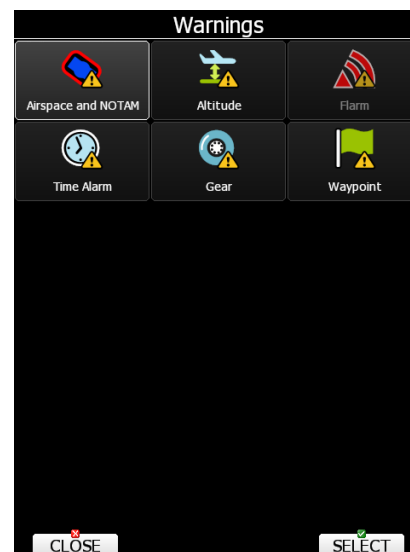 Warnings
Airspace and NOTAM
Altitude
Flarm
Time Alarm
Gear
Waypoint
CLOSE
SELECT